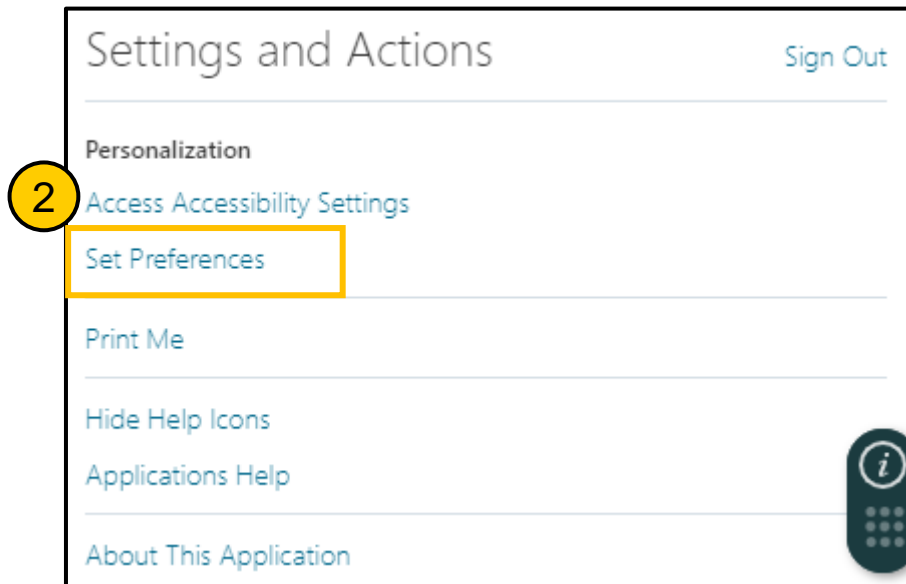 Settings and Actions
Sign Out
Personalization
2
Access Accessibility Settings
Set Preferences
Print Me
Hide Help Icons
i
Applications Help
About This Application